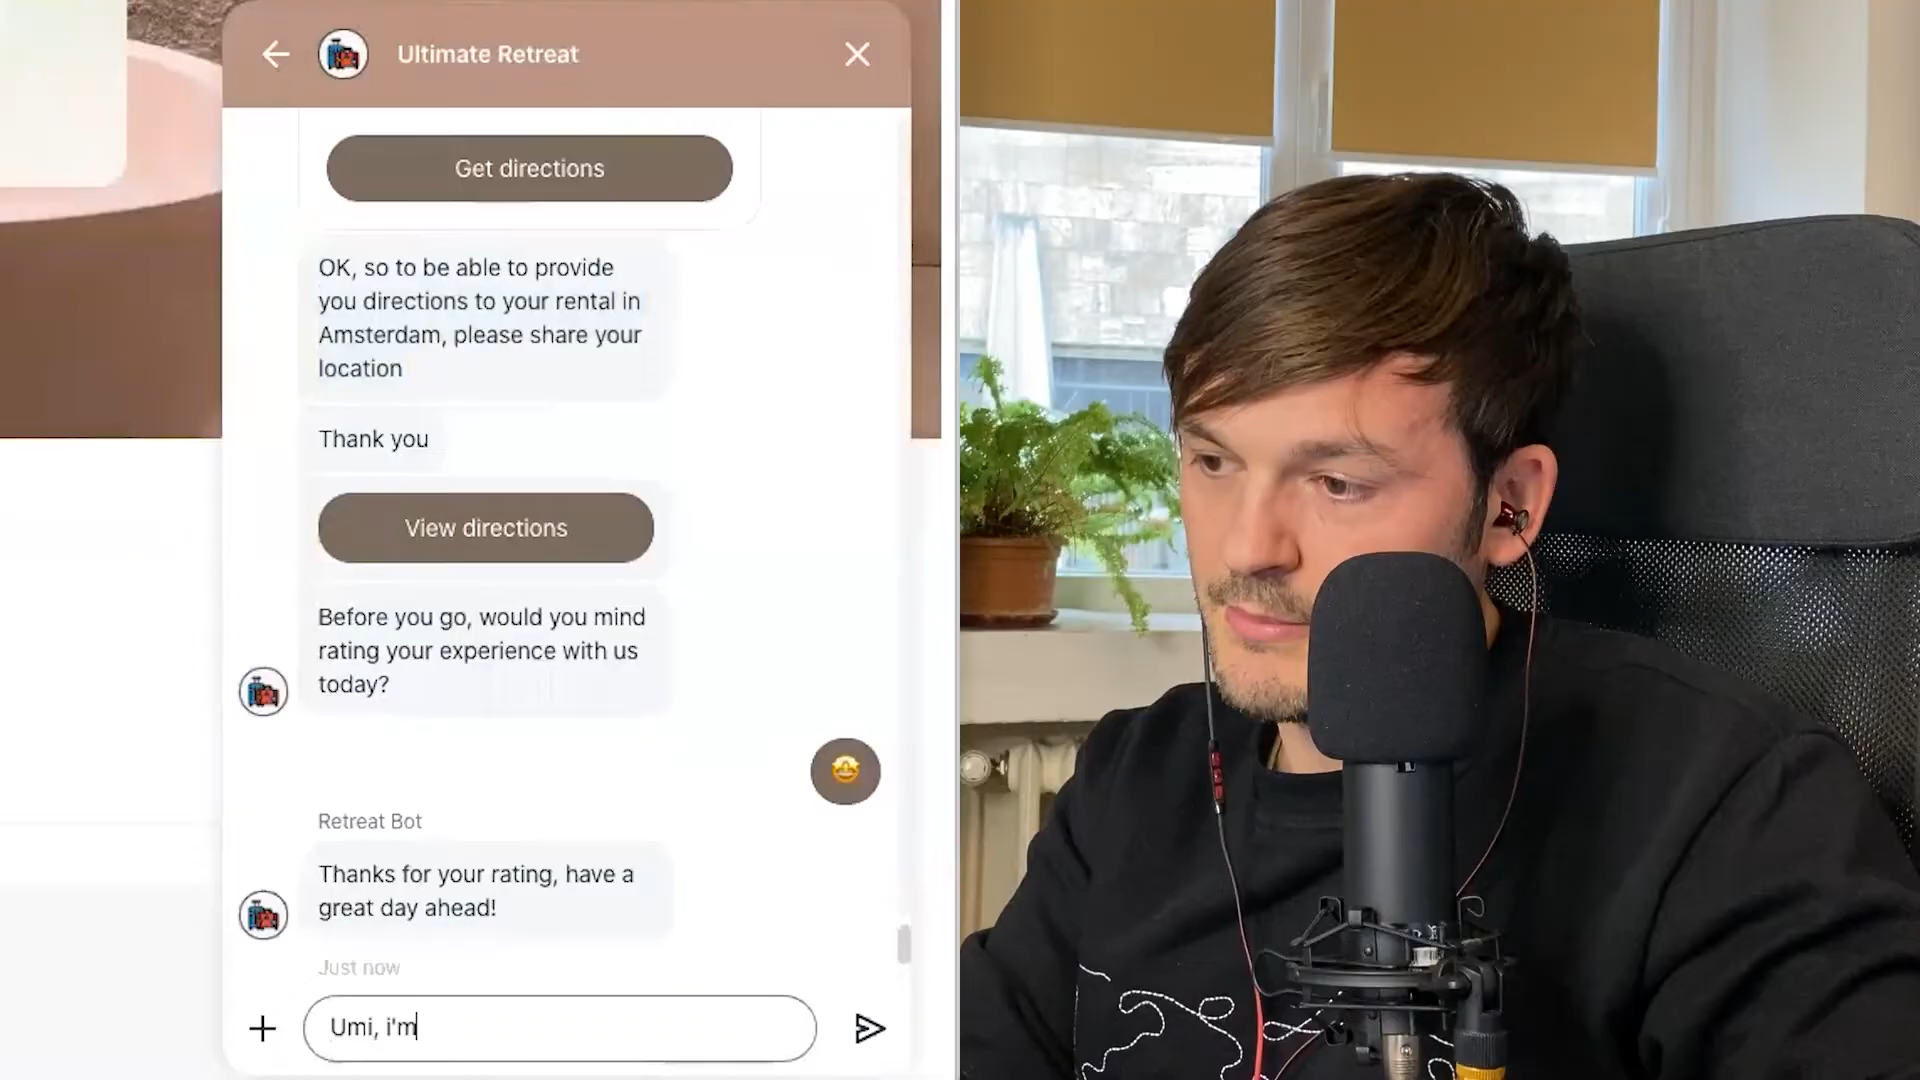 Ultimate Retreat
Get directions
OK, so to be able to provide
you directions to your rental in
Amsterdam, please share your
location
Thank you
View directions
Before you go, would you mind
rating your experience with us
today?
Retreat Bot
Thanks for your rating, have a
great day ahead!
Just now
Umi, i'm